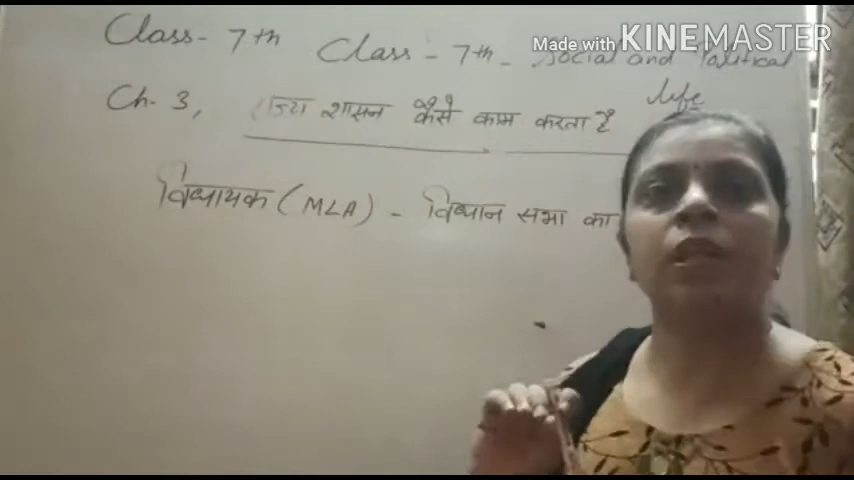 Class - 7th
Class - 7th - Social and Political
life
Made with KINEMASTER
Ch. 3, राज्य शासन कैसे काम करता है
विधायक (MLA) - विधान सभा का